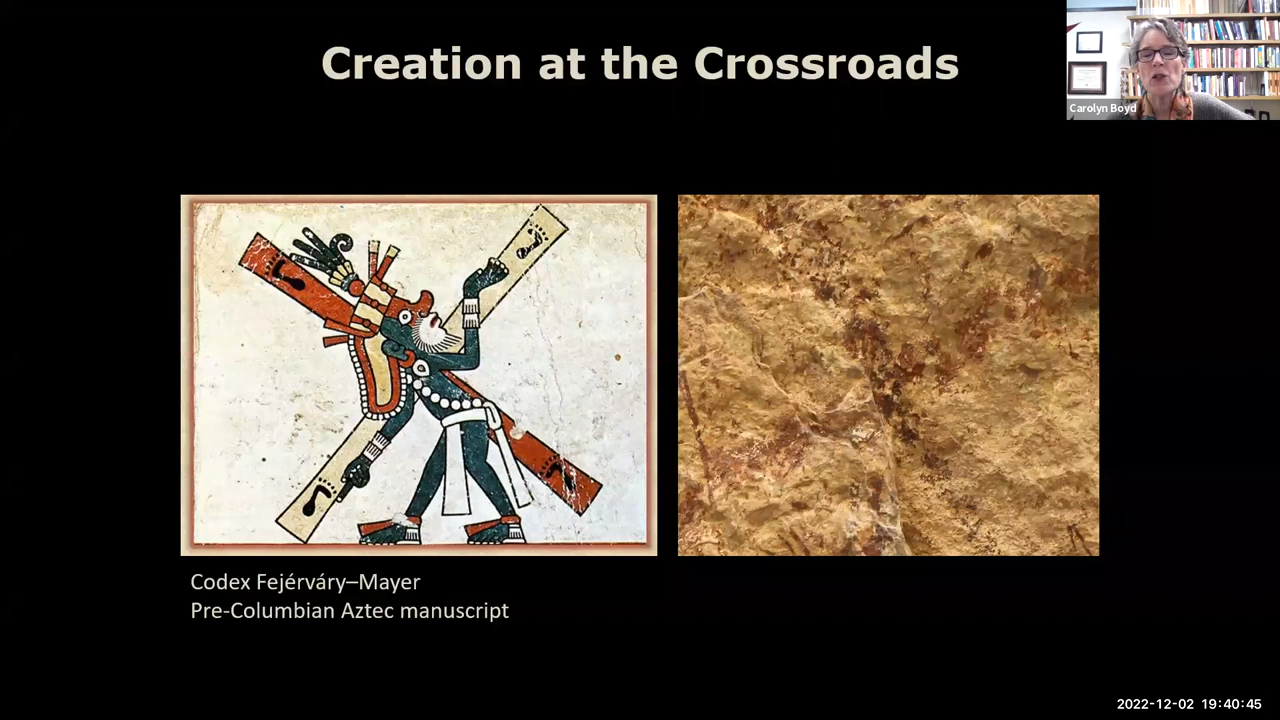 Creation at the Crossroads
Carolyn Boyd
Codex Fejérváry–Mayer
Pre-Columbian Aztec manuscript
2022-12-02 19:40:45